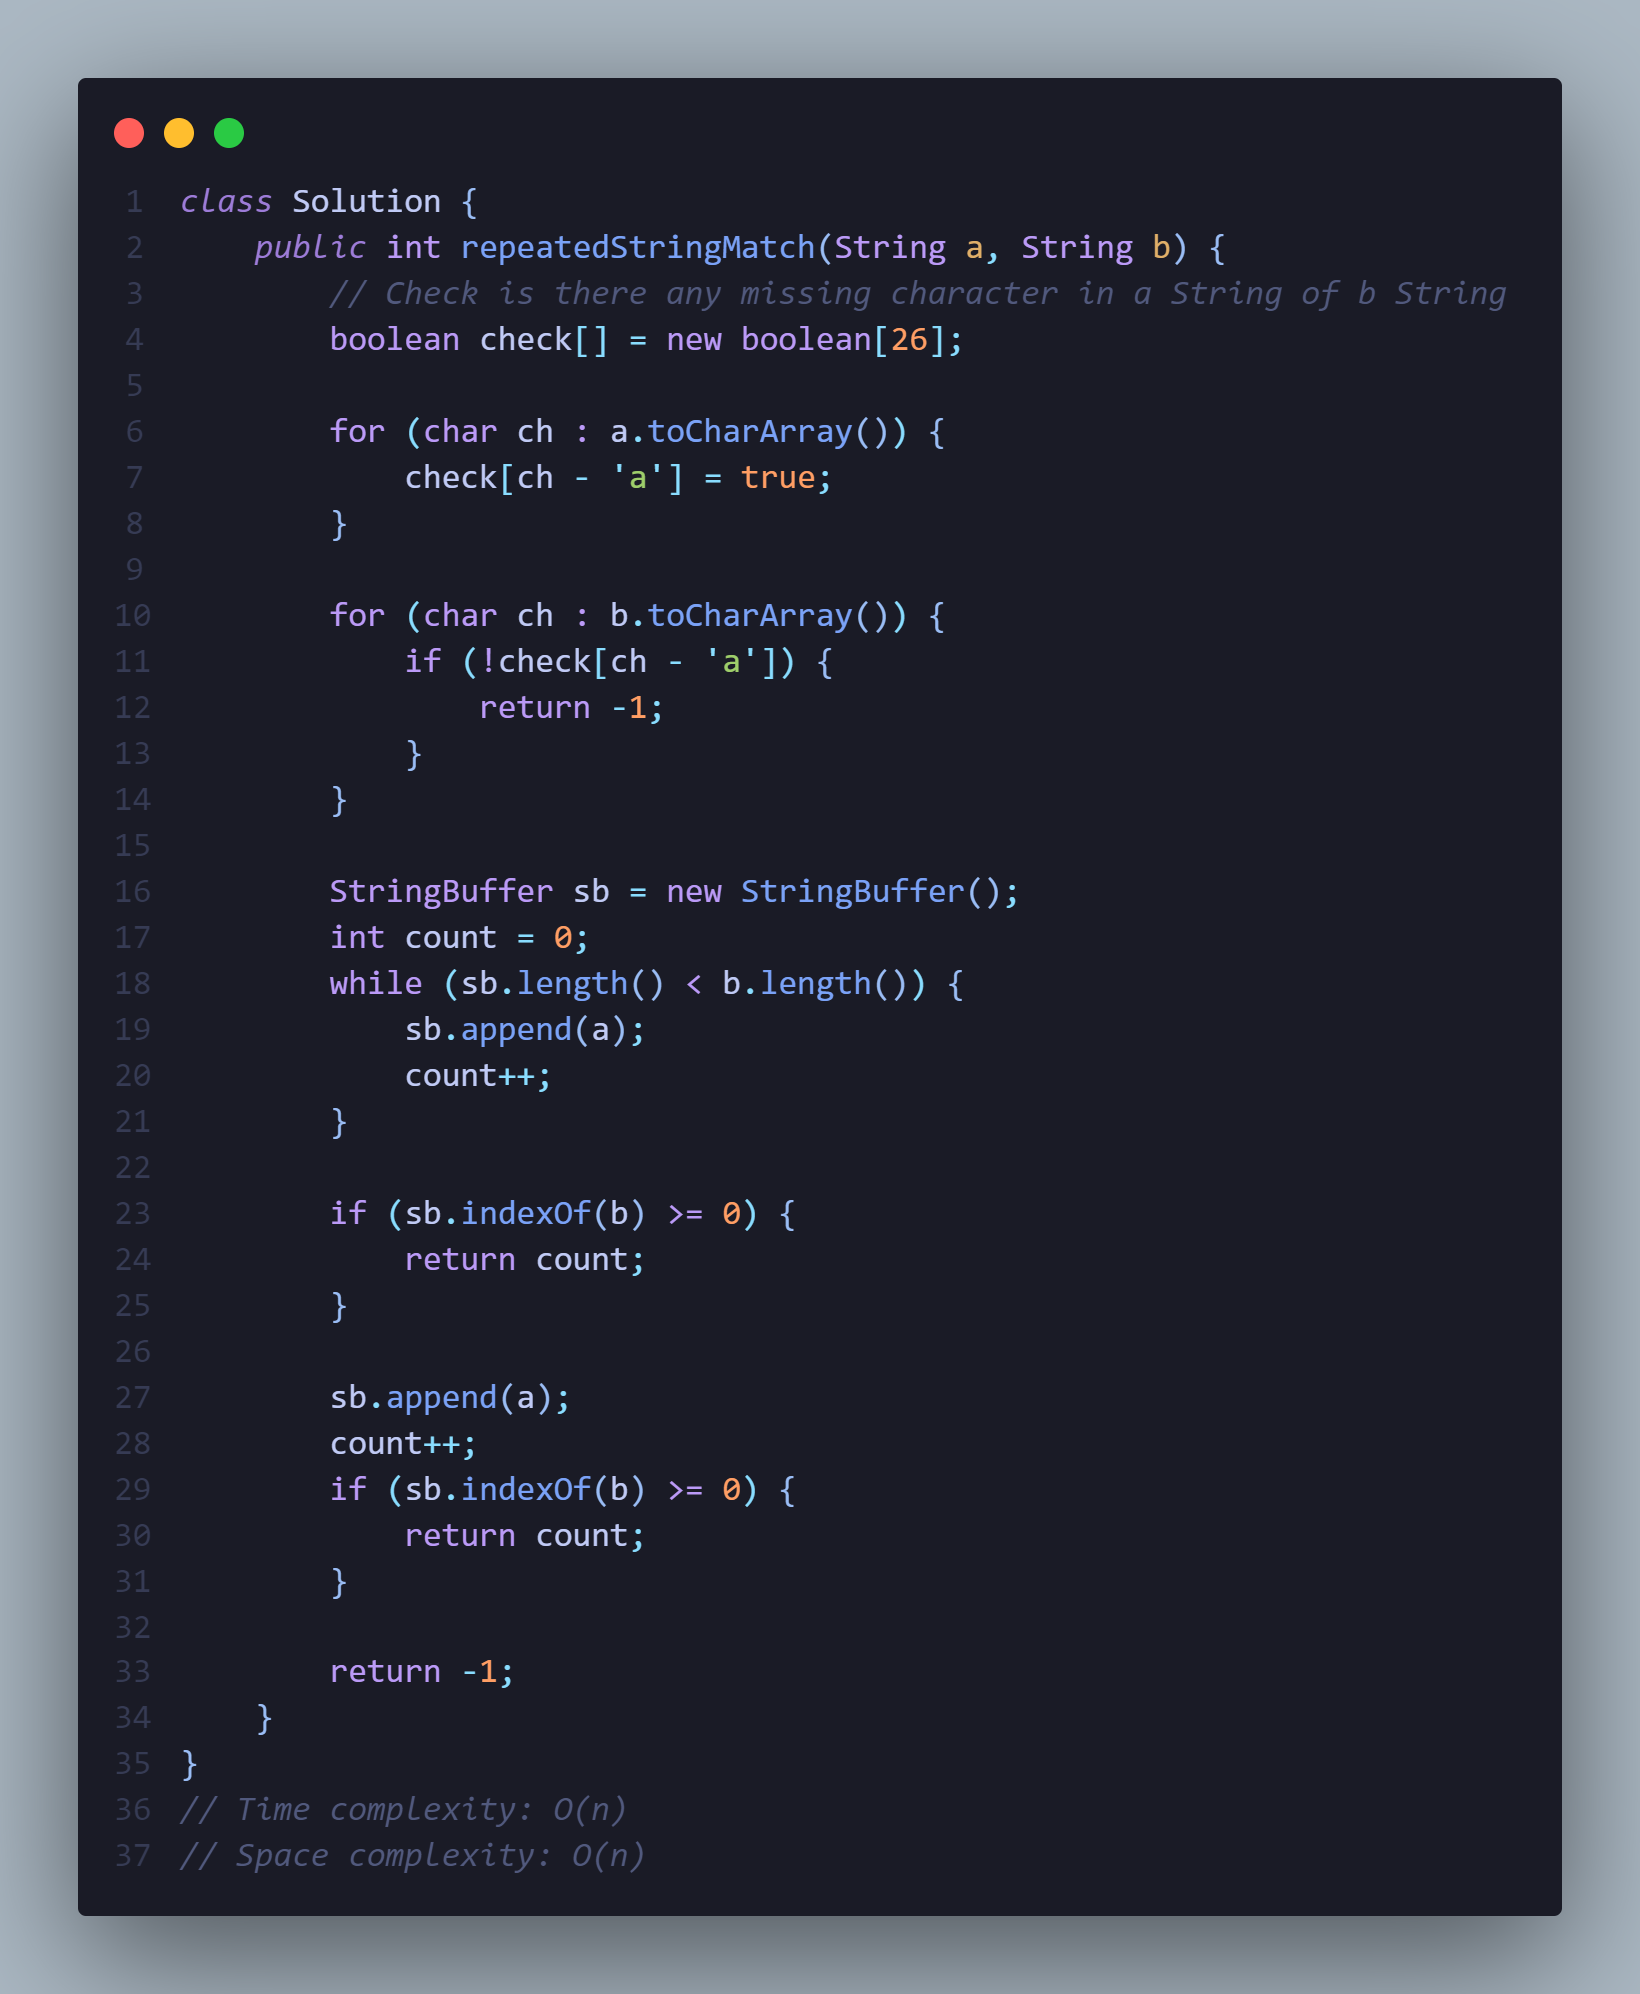 1 class Solution {
2     public int repeatedStringMatch(String a, String b) {
3         // Check is there any missing character in a String of b String
4         boolean check[] = new boolean[26];
5
6         for (char ch : a.toCharArray()) {
7             check[ch - 'a'] = true;
8         }
9
10         for (char ch : b.toCharArray()) {
11             if (!check[ch - 'a']) {
12                 return -1;
13             }
14         }
15
16         StringBuffer sb = new StringBuffer();
17         int count = 0;
18         while (sb.length() < b.length()) {
19             sb.append(a);
20             count++;
21         }
22
23         if (sb.indexOf(b) >= 0) {
24             return count;
25         }
26
27         sb.append(a);
28         count++;
29         if (sb.indexOf(b) >= 0) {
30             return count;
31         }
32
33         return -1;
34     }
35 }
36 // Time complexity: O(n)
37 // Space complexity: O(n)